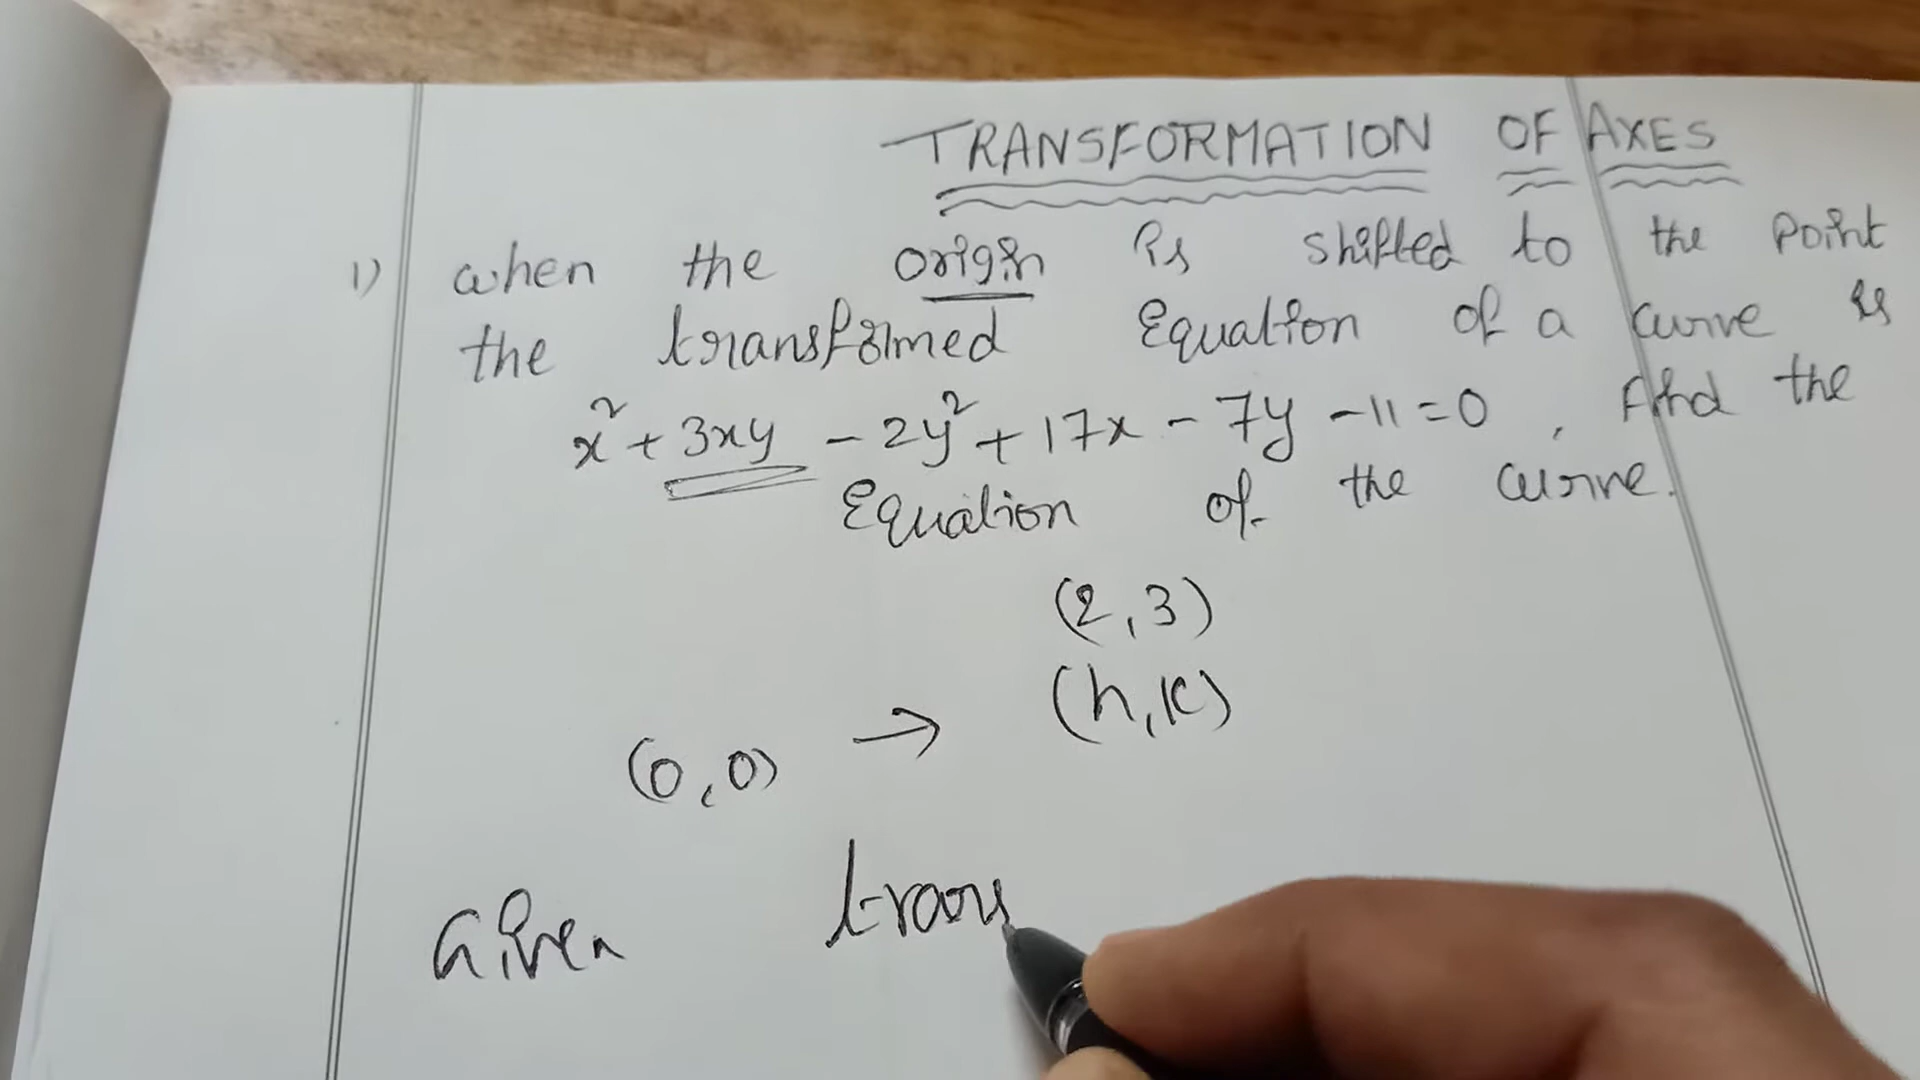 TRANSFORMATION OF AXES
1) when the origin is shifted to the point
the transformed Equation of a curve is
x² + 3xy - 2y² + 17x - 7y - 11 = 0, Find the
Equation of the curve.
(2,3)
(0,0) → (h,k)
Given trans